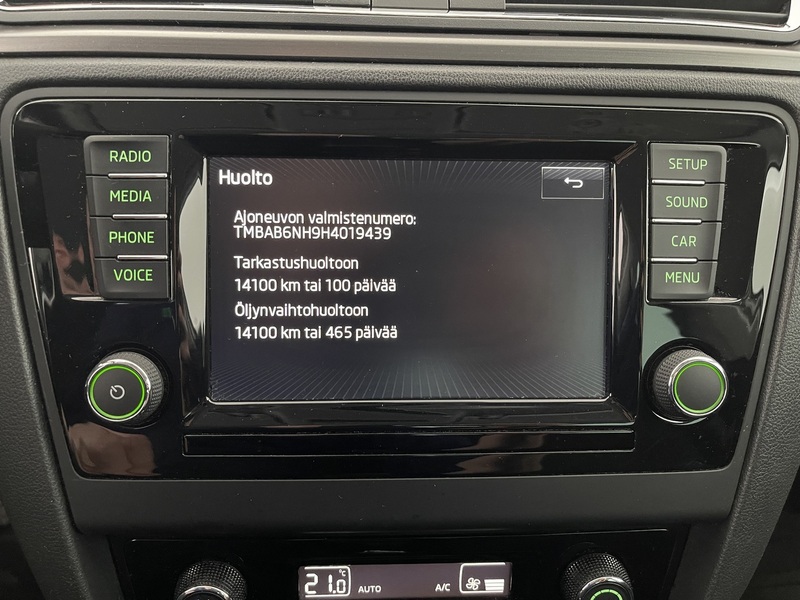 RADIO
MEDIA
PHONE
VOICE
Huolto
Ajoneuvon valmistenumero:
TMBAB6NH9H4019439
Tarkastushuoltoon
14100 km tai 100 päivää
Öljynvaihtohuoltoon
14100 km tai 465 päivää
SETUP
SOUND
CAR
MENU
21.0 °C AUTO A/C